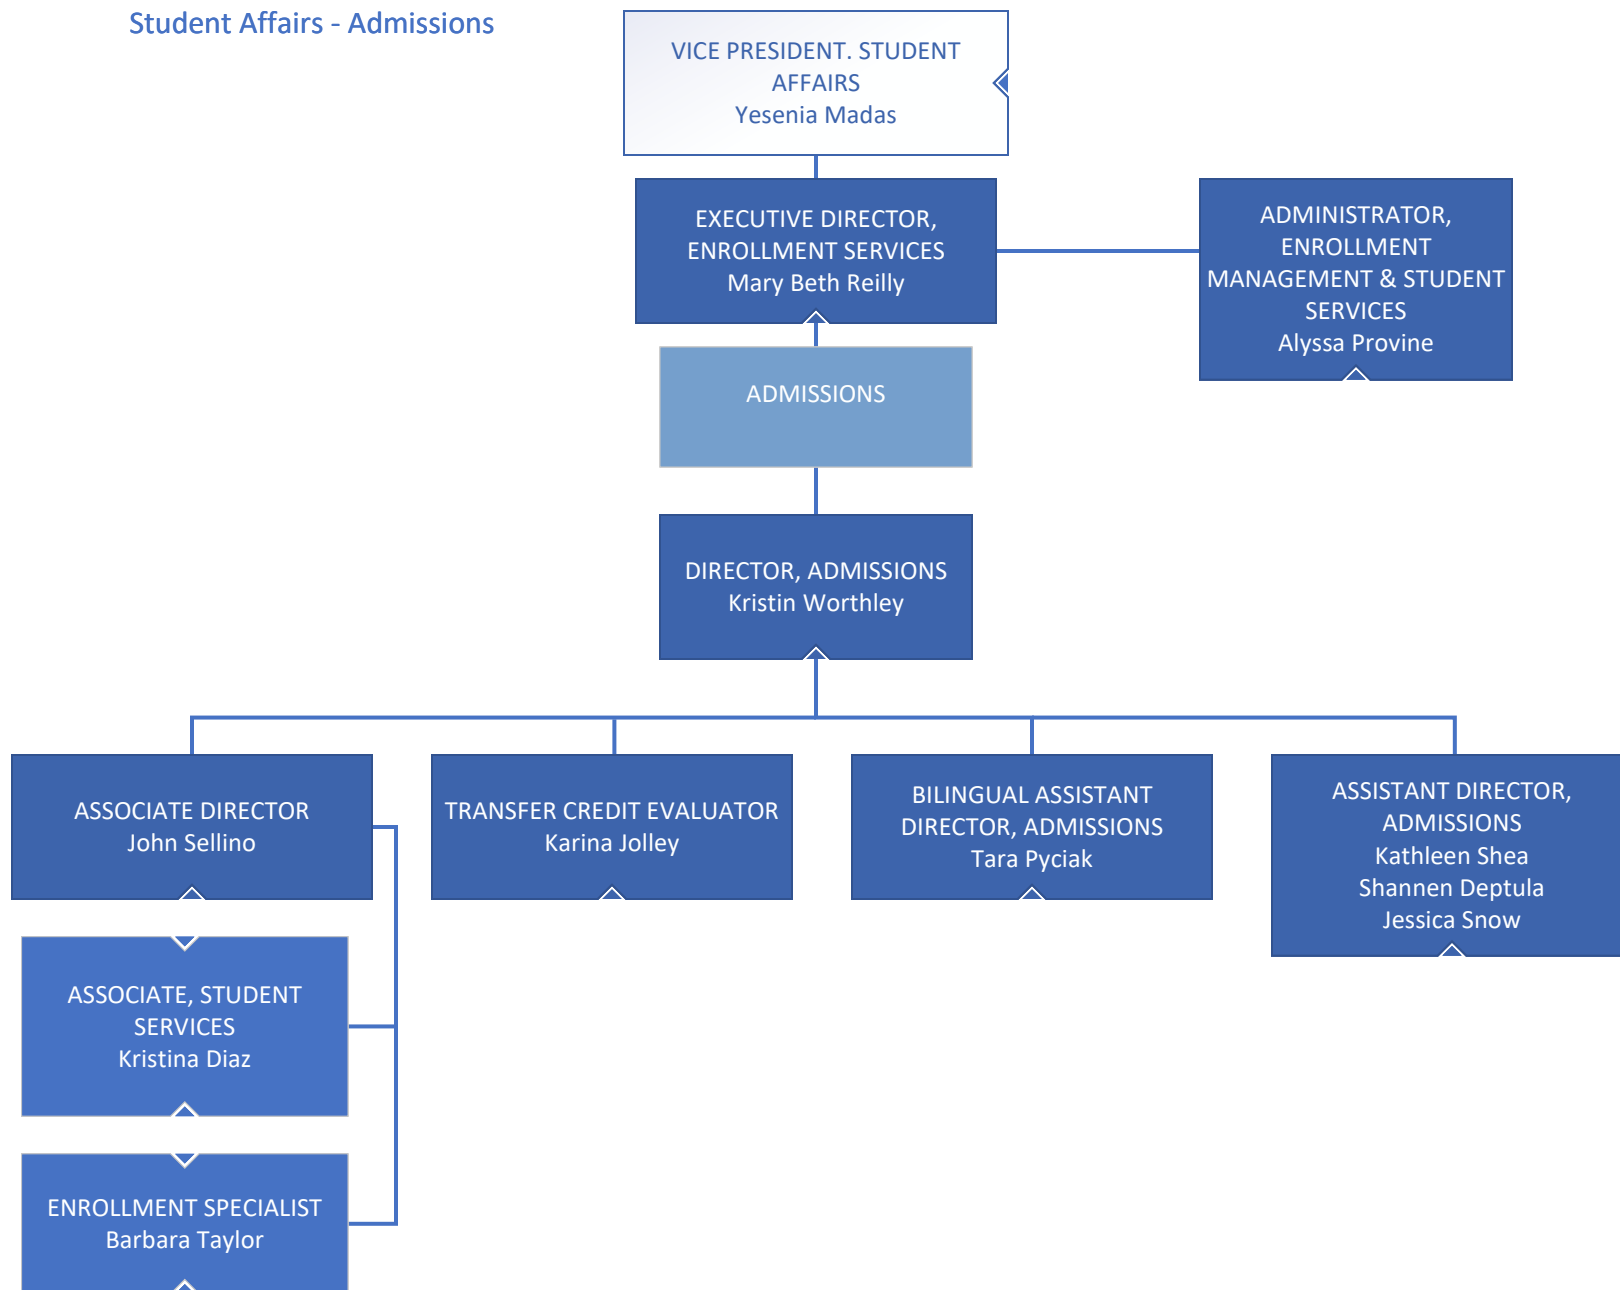 Student Affairs - Admissions
VICE PRESIDENT. STUDENT
AFFAIRS
Yesenia Madas
EXECUTIVE DIRECTOR,
ENROLLMENT SERVICES
Mary Beth Reilly
ADMINISTRATOR,
ENROLLMENT
MANAGEMENT & STUDENT
SERVICES
Alyssa Provine
ADMISSIONS
DIRECTOR, ADMISSIONS
Kristin Worthley
ASSOCIATE DIRECTOR
John Sellino
TRANSFER CREDIT EVALUATOR
Karina Jolley
BILINGUAL ASSISTANT
DIRECTOR, ADMISSIONS
Tara Pyciak
ASSISTANT DIRECTOR,
ADMISSIONS
Kathleen Shea
Shannen Deptula
Jessica Snow
ASSOCIATE, STUDENT
SERVICES
Kristina Diaz
ENROLLMENT SPECIALIST
Barbara Taylor